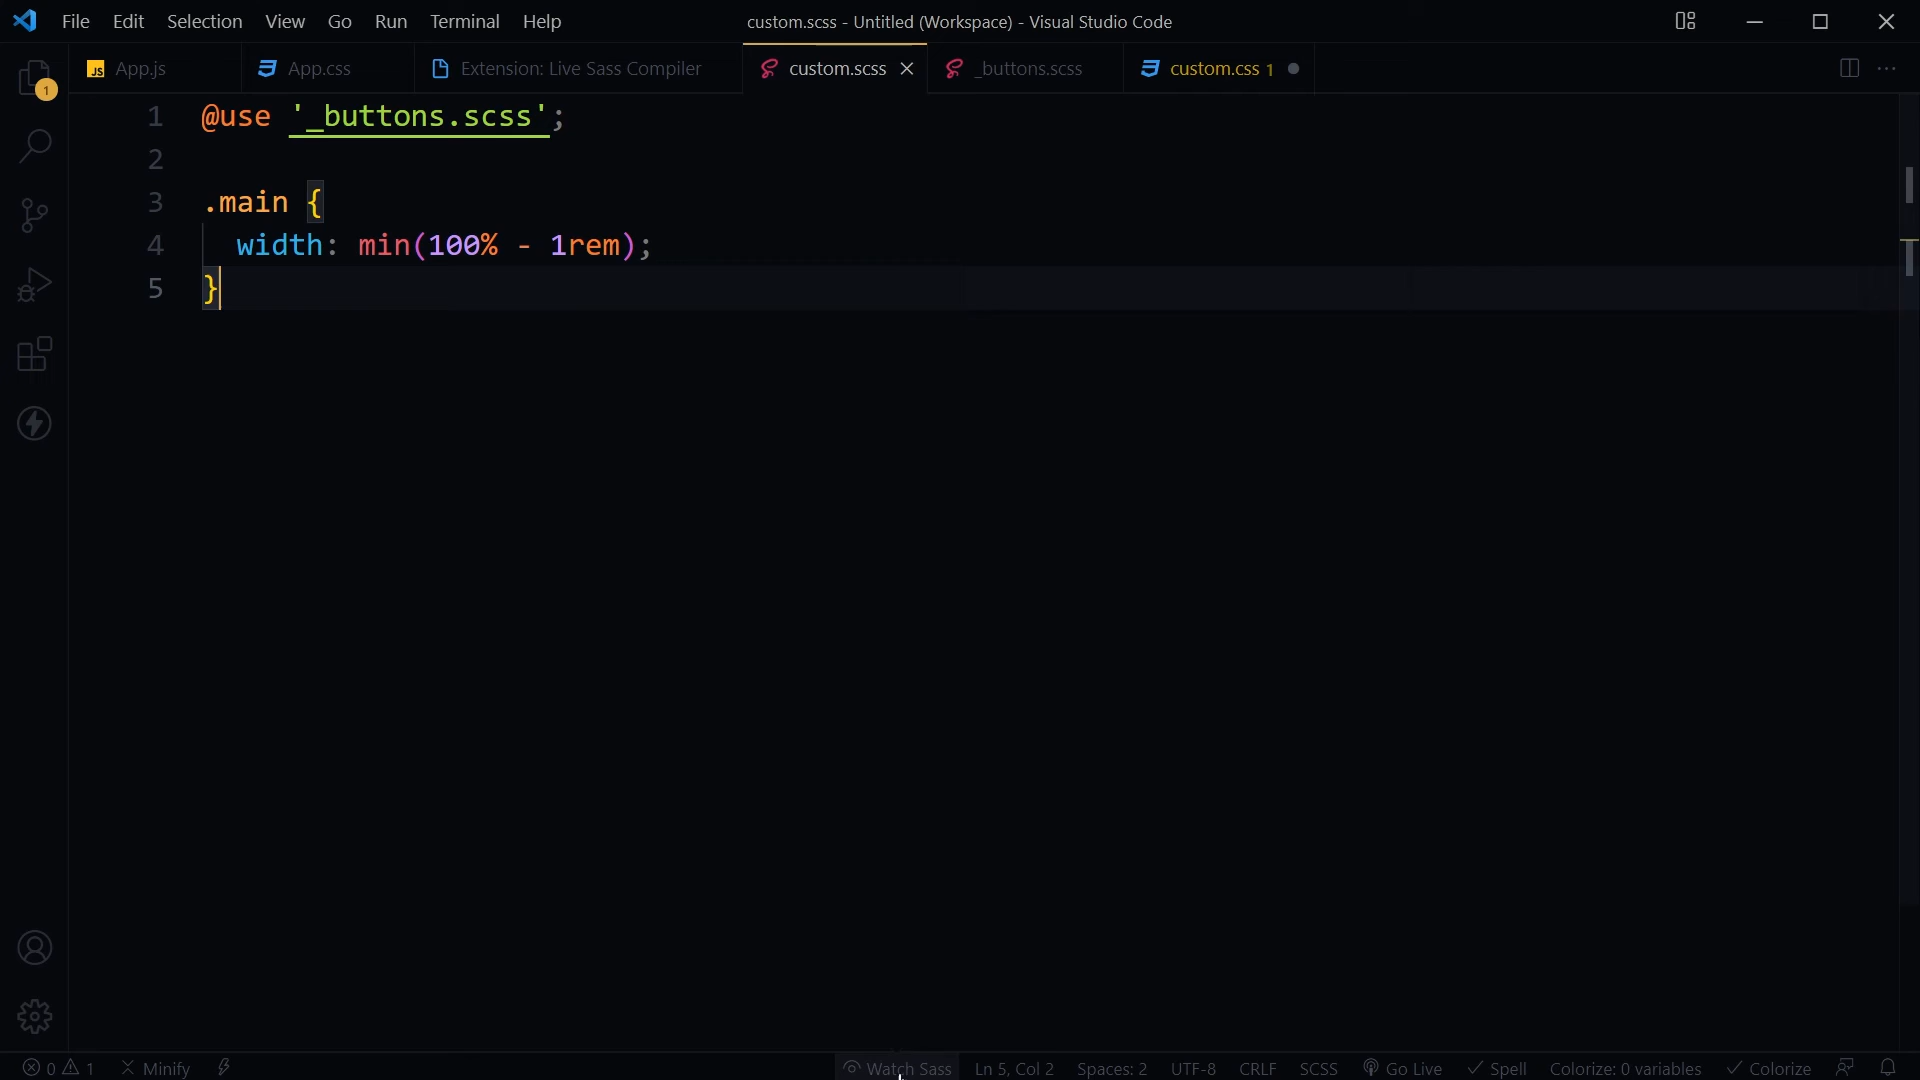 File Edit Selection View Go Run Terminal Help custom.scss - Untitled (Workspace) - Visual Studio Code
1 JS App.js App.css Extension: Live Sass Compiler custom.scss _buttons.scss custom.css 1
1 @use '_buttons.scss';
2
3 .main {
4 width: min(100% - 1rem);
5 }
0 1 Minify Watch Sass Ln 5, Col 2 Spaces: 2 UTF-8 CRLF SCSS Go Live Spell Colorize: 0 variables Colorize